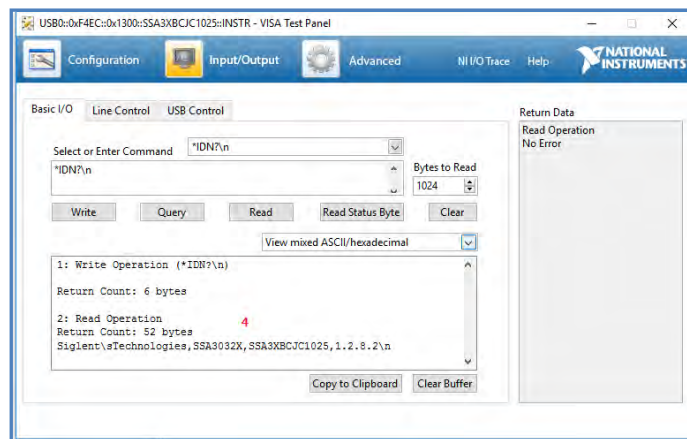 USB0::0xF4EC::0x1300::SSA3XBCJC1025::INSTR - VISA Test Panel
Configuration Input/Output Advanced NI I/O Trace Help NATIONAL INSTRUMENTS
Basic I/O Line Control USB Control
Return Data
Read Operation
No Error
Select or Enter Command *IDN?\n
*IDN?\n
Bytes to Read
1024
Write Query Read Read Status Byte Clear
View mixed ASCII/hexadecimal
1: Write Operation (*IDN?\n)
Return Count: 6 bytes
2: Read Operation
4
Return Count: 52 bytes
Siglent\sTechnologies,SSA3032X,SSA3XBCJC1025,1.2.8.2\n
Copy to Clipboard Clear Buffer